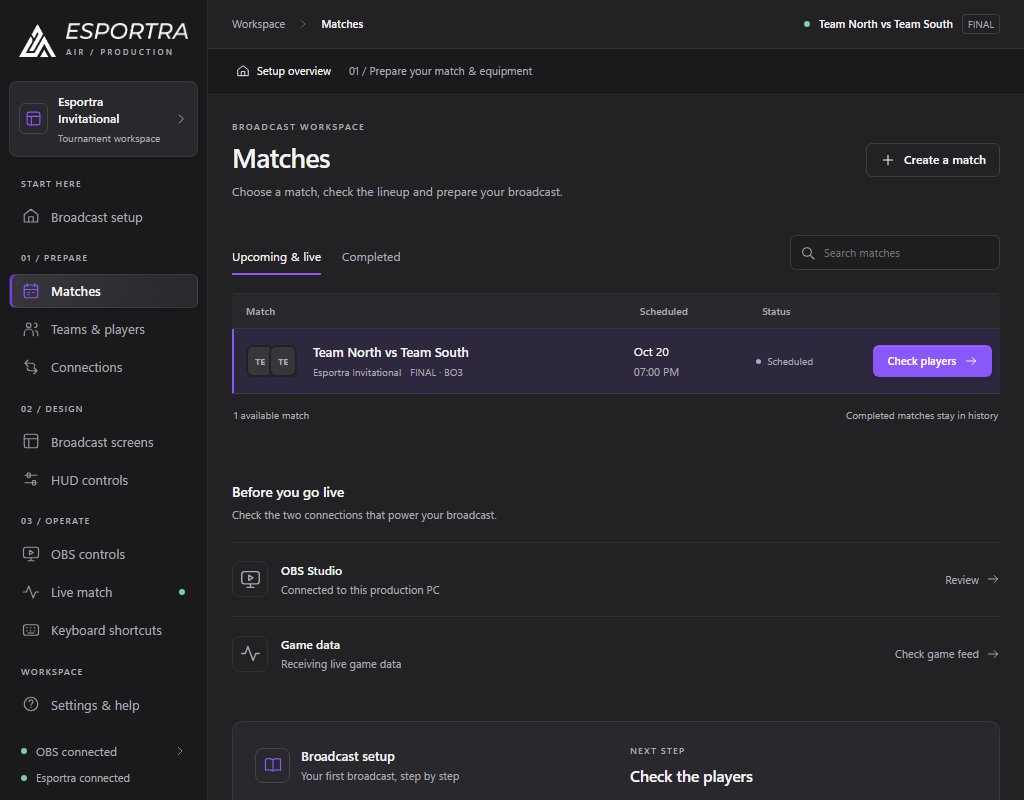 ESPORTRA
AIR / PRODUCTION
Esportra
Invitational
Tournament workspace
START HERE
Broadcast setup
01 / PREPARE
Matches
Teams & players
Connections
02 / DESIGN
Broadcast screens
HUD controls
03 / OPERATE
OBS controls
Live match
Keyboard shortcuts
WORKSPACE
Settings & help
OBS connected
Esportra connected
Workspace
Matches
Team North vs Team South
FINAL
Setup overview
01 / Prepare your match & equipment
BROADCAST WORKSPACE
Matches
Choose a match, check the lineup and prepare your broadcast.
Create a match
Upcoming & live
Completed
Search matches
Match
Scheduled
Status
TE
TE
Team North vs Team South
Esportra Invitational FINAL · BO3
Oct 20
07:00 PM
Scheduled
Check players
1 available match
Completed matches stay in history
Before you go live
Check the two connections that power your broadcast.
OBS Studio
Connected to this production PC
Review
Game data
Receiving live game data
Check game feed
Broadcast setup
Your first broadcast, step by step
NEXT STEP
Check the players